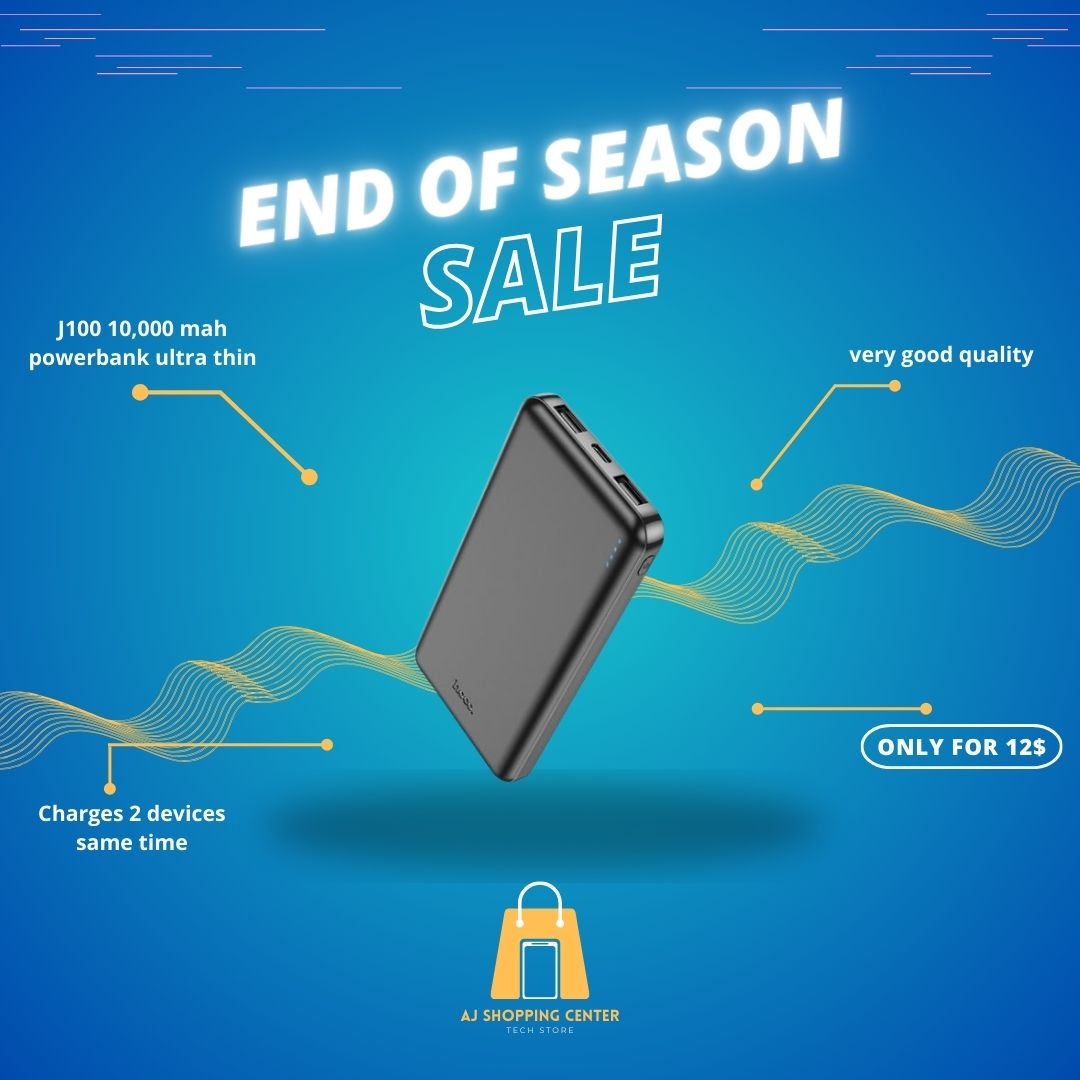 END OF SEASON
SALE
J100 10,000 mah
powerbank ultra thin
very good quality
hoco.
ONLY FOR 12$
Charges 2 devices
same time
AJ SHOPPING CENTER
TECH STORE